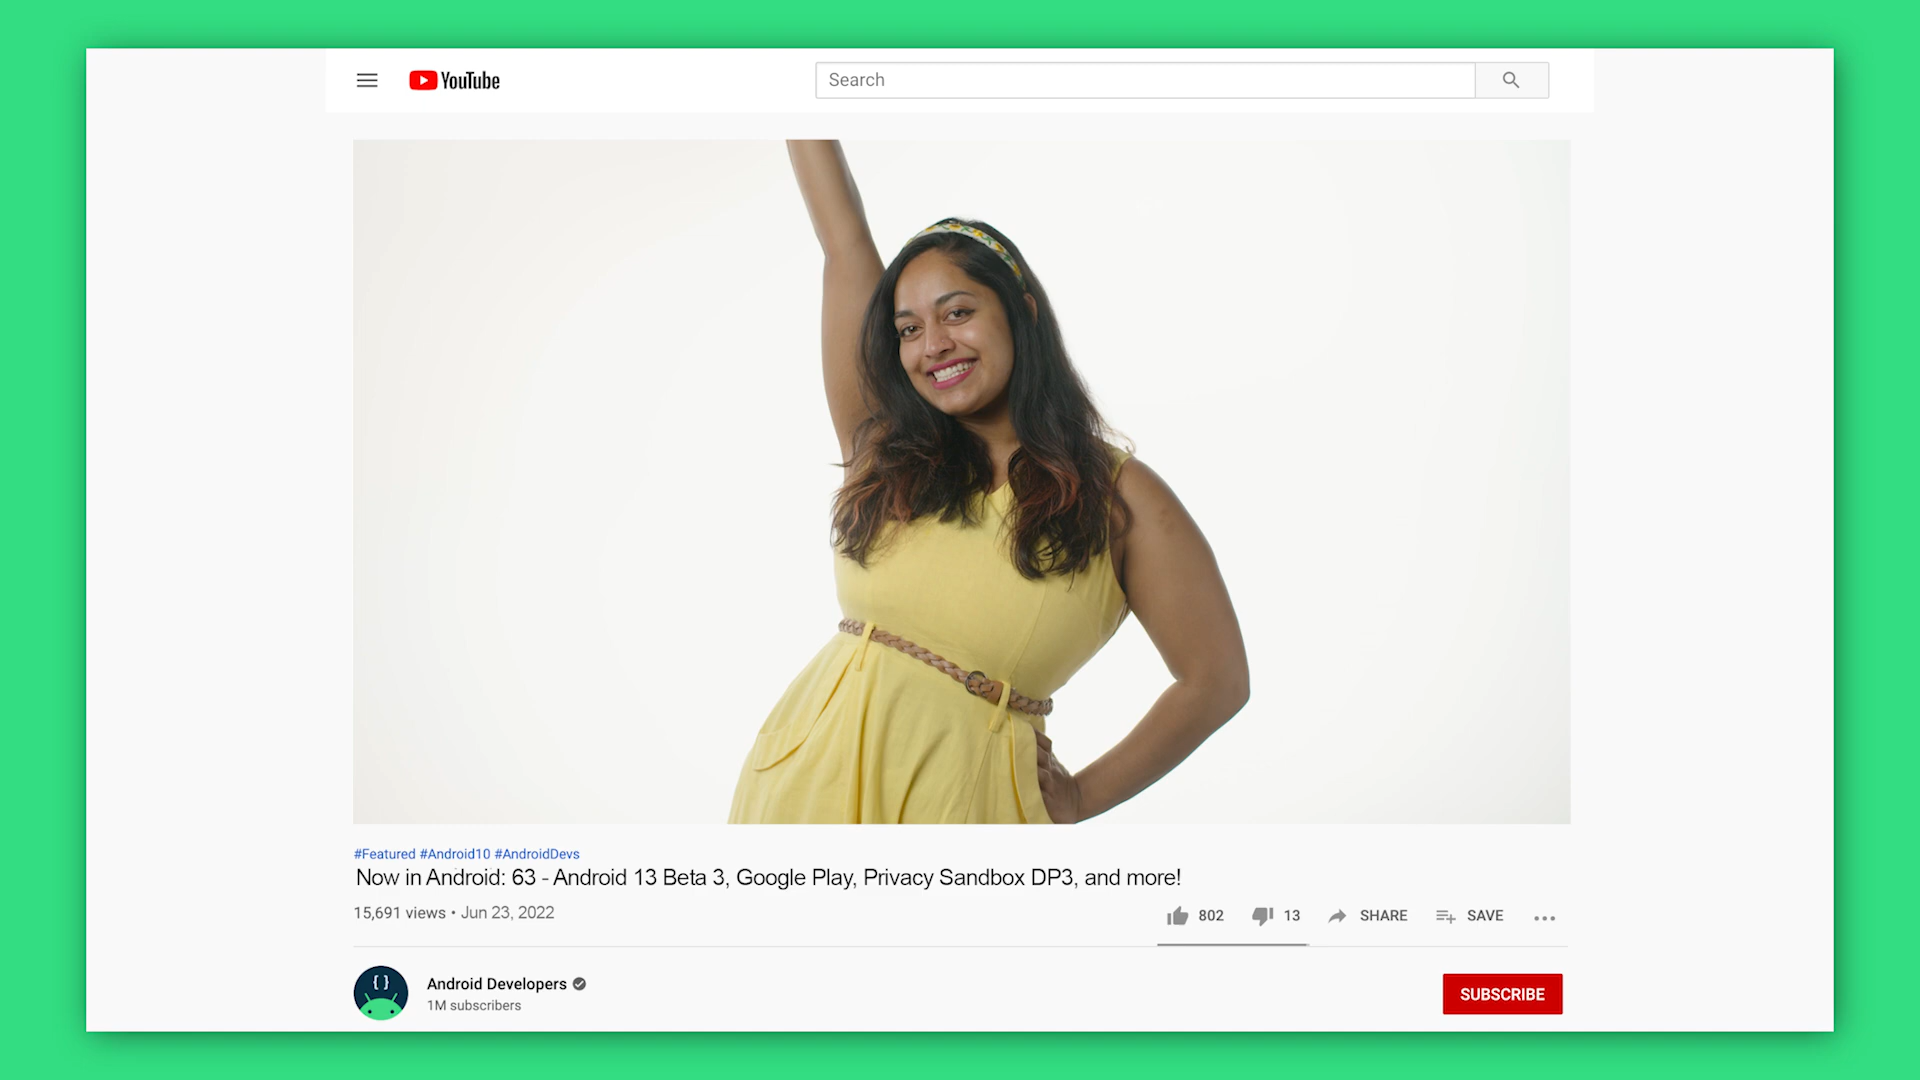 YouTube
Search
#Featured #Android10 #AndroidDevs
Now in Android: 63 - Android 13 Beta 3, Google Play, Privacy Sandbox DP3, and more!
15,691 views • Jun 23, 2022
802
13
SHARE
SAVE
{ }
Android Developers
1M subscribers
SUBSCRIBE